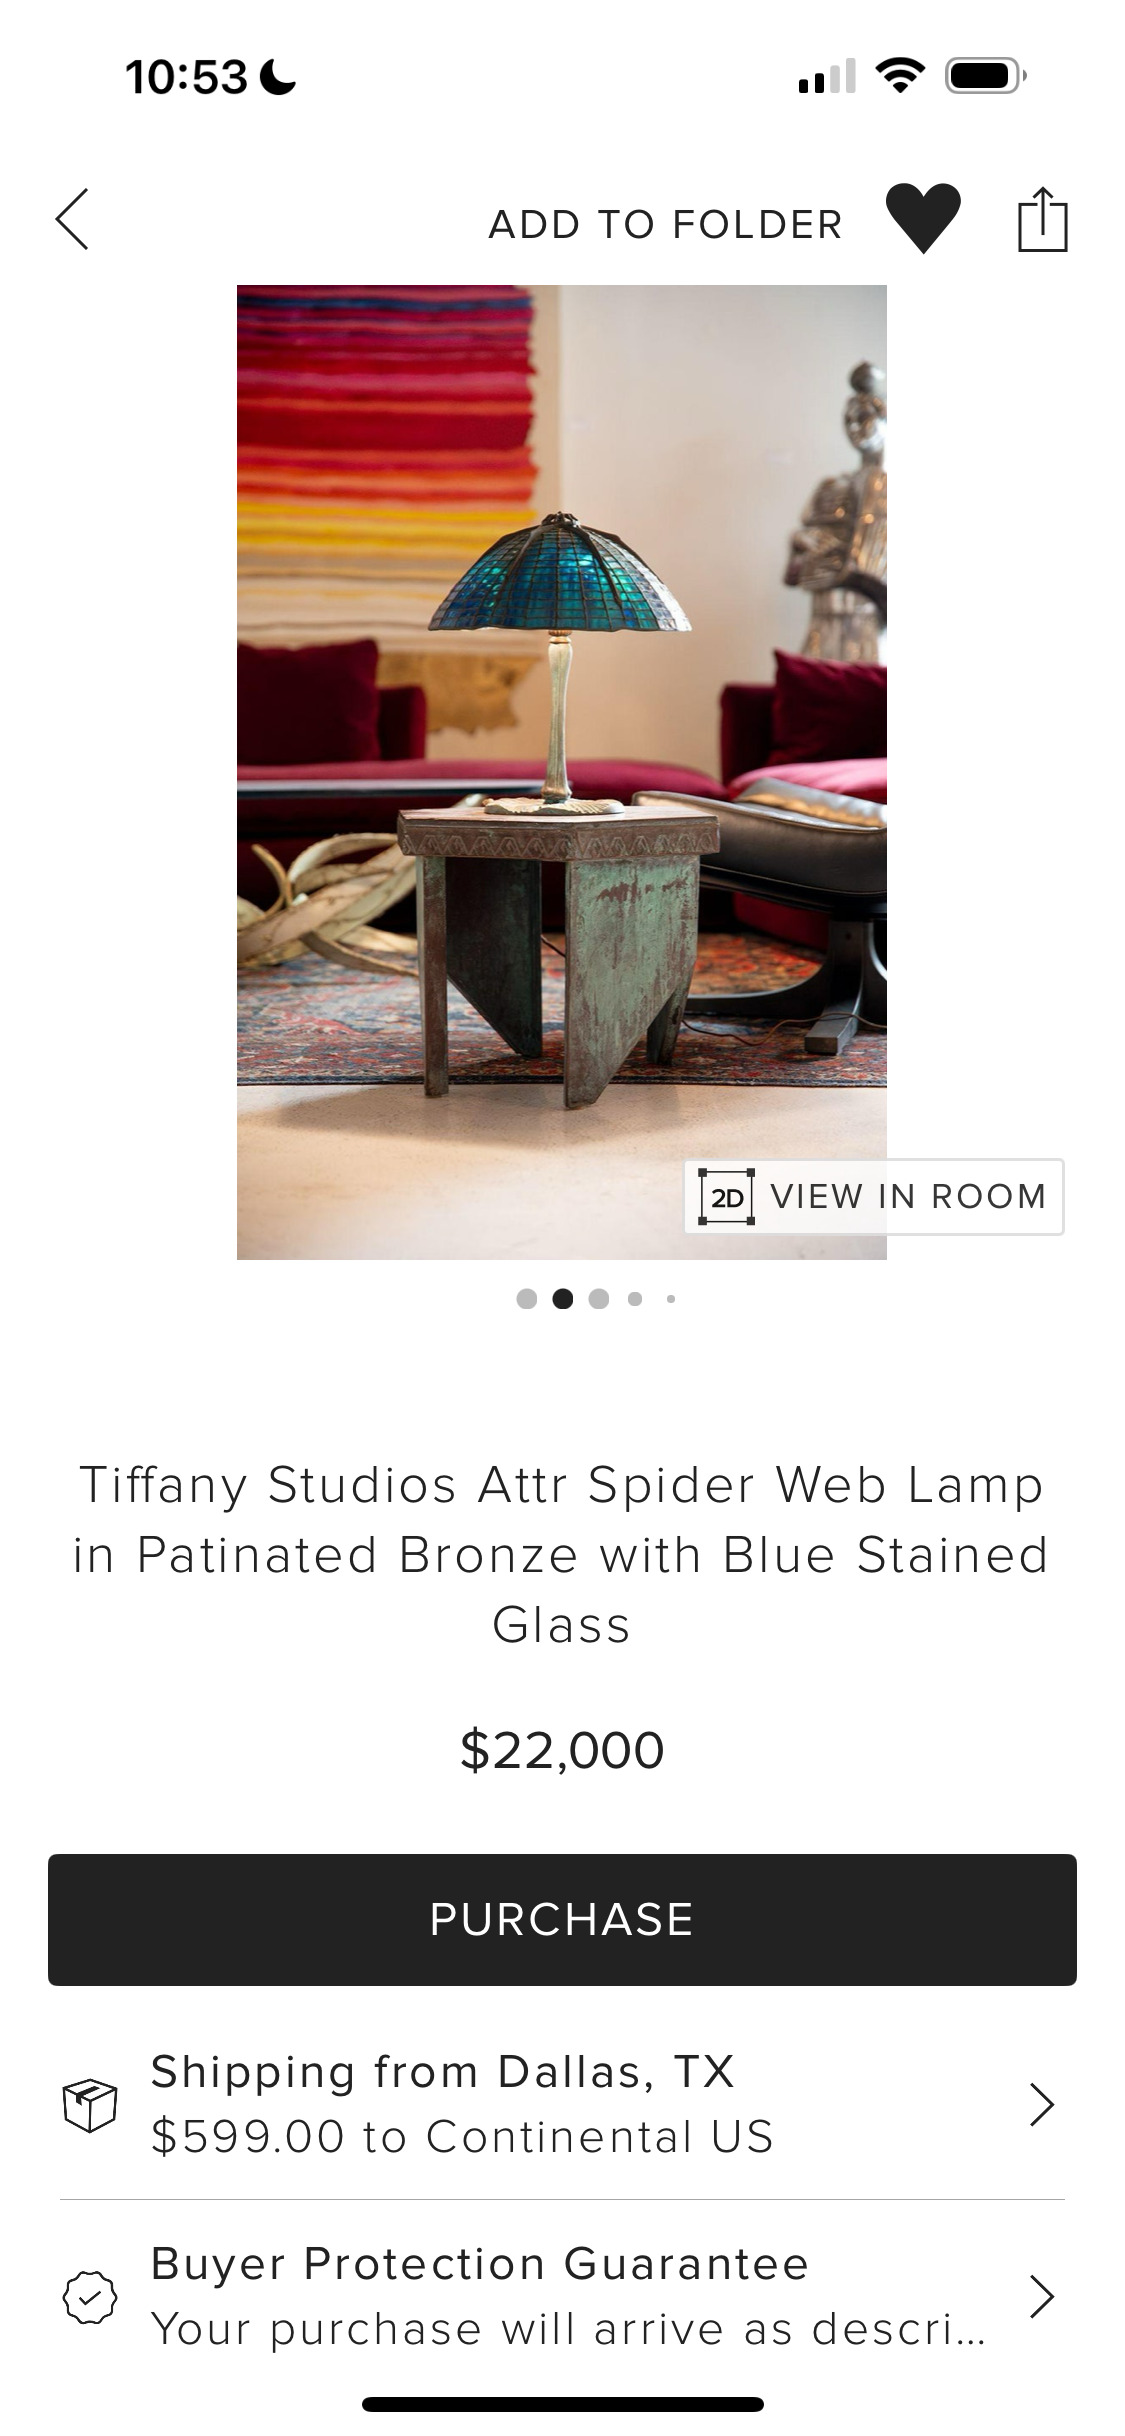 10:53
ADD TO FOLDER
2D VIEW IN ROOM
Tiffany Studios Attr Spider Web Lamp
in Patinated Bronze with Blue Stained
Glass
$22,000
PURCHASE
Shipping from Dallas, TX
$599.00 to Continental US
Buyer Protection Guarantee
Your purchase will arrive as descri...